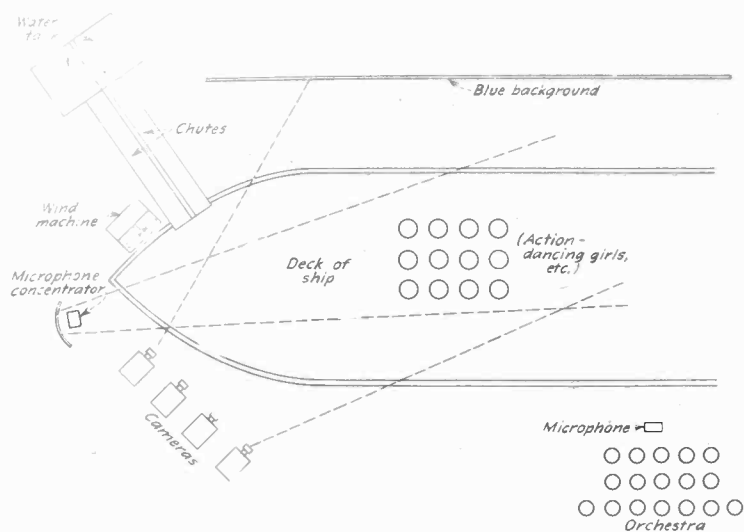 Water
Blue background
Chutes
Wind
machine
(Action-
dancing girls,
etc.)
Deck of
ship
Microphone
concentrator
Cameras
Microphone
Orchestra